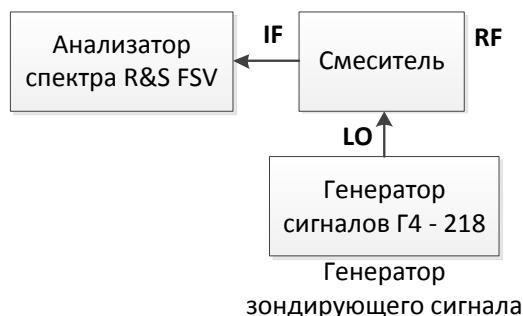 Анализатор
спектра R&S FSV
IF
Смеситель
RF
LO
Генератор
сигналов Г4 - 218
Генератор
зондирующего сигнала